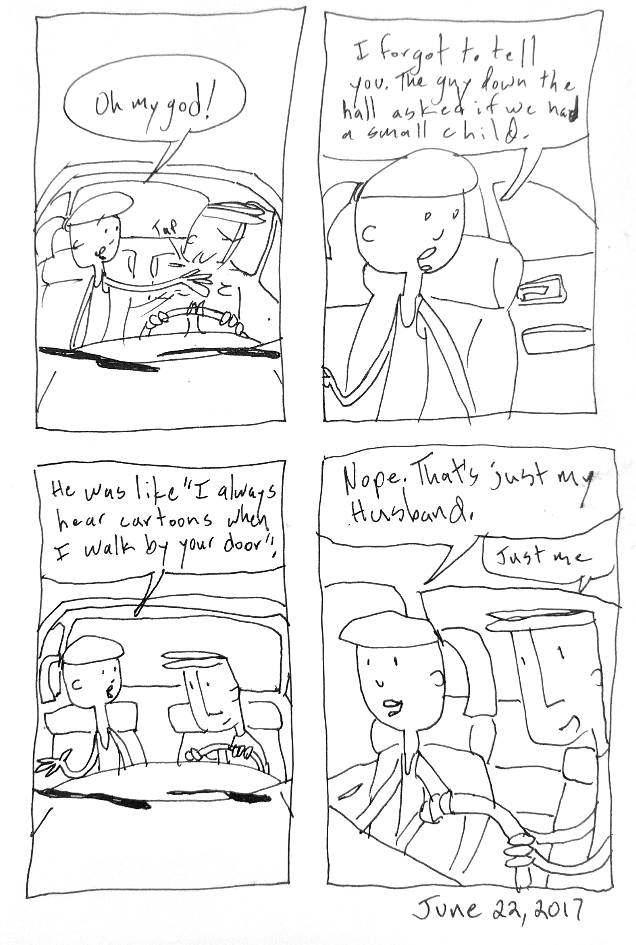 Oh my god!
Tap
I forgot to tell
you. The guy down the
hall asked if we had
a small child.
He was like "I always
hear cartoons when
I walk by your door".
Nope. That's just my
Husband.
Just me
June 22, 2017